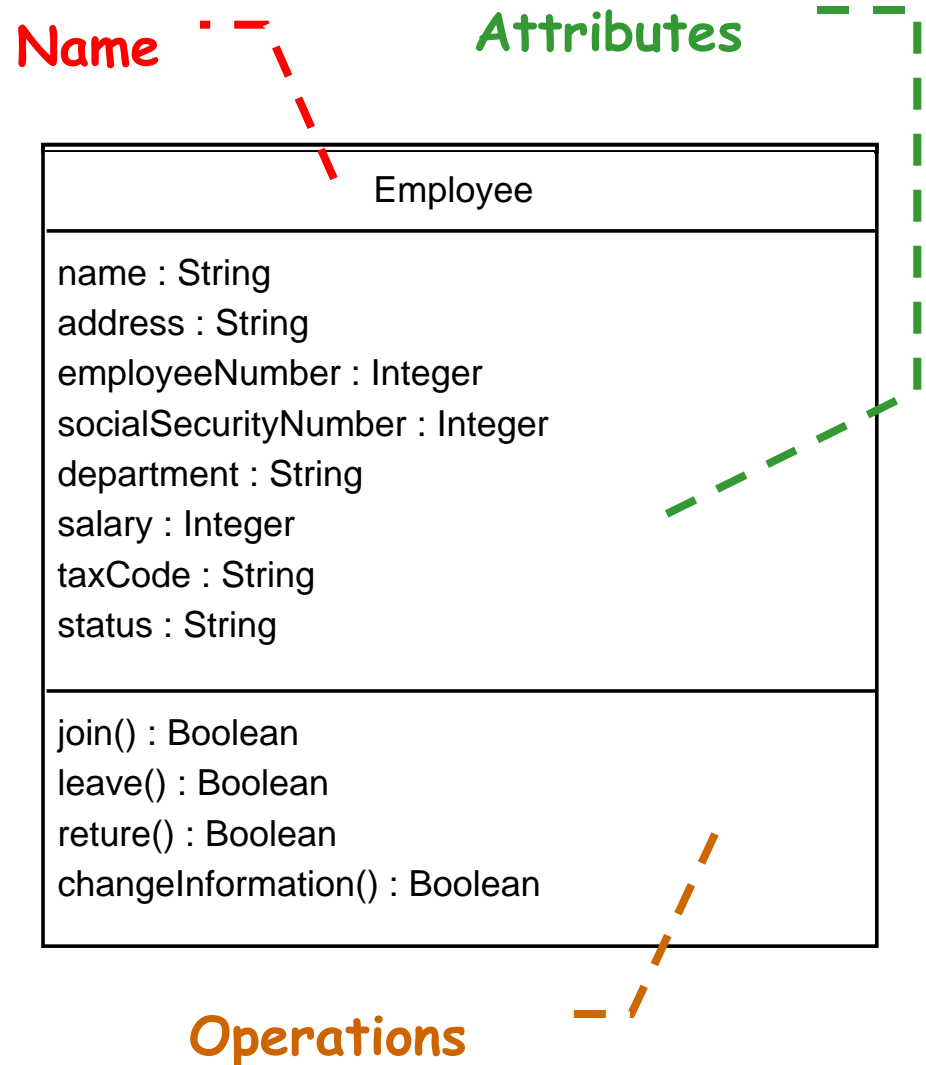 Name
Attributes
Employee
name : String
address : String
employeeNumber : Integer
socialSecurityNumber : Integer
department : String
salary : Integer
taxCode : String
status : String
join() : Boolean
leave() : Boolean
reture() : Boolean
changeInformation() : Boolean
Operations